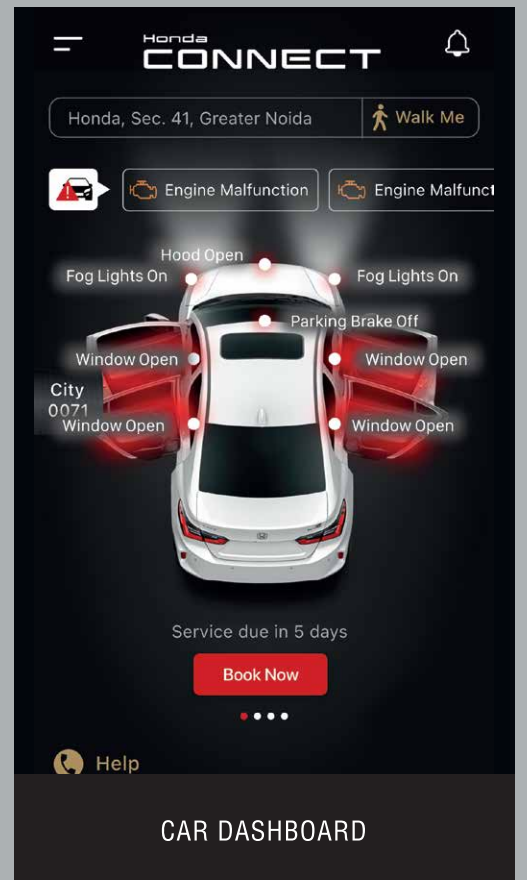 Honda
CONNECT
Honda, Sec. 41, Greater Noida
Walk Me
Engine Malfunction
Engine Malfunct
Hood Open
Fog Lights On
Fog Lights On
Parking Brake Off
Window Open
Window Open
City
0071
Window Open
Window Open
Service due in 5 days
Book Now
Help
CAR DASHBOARD